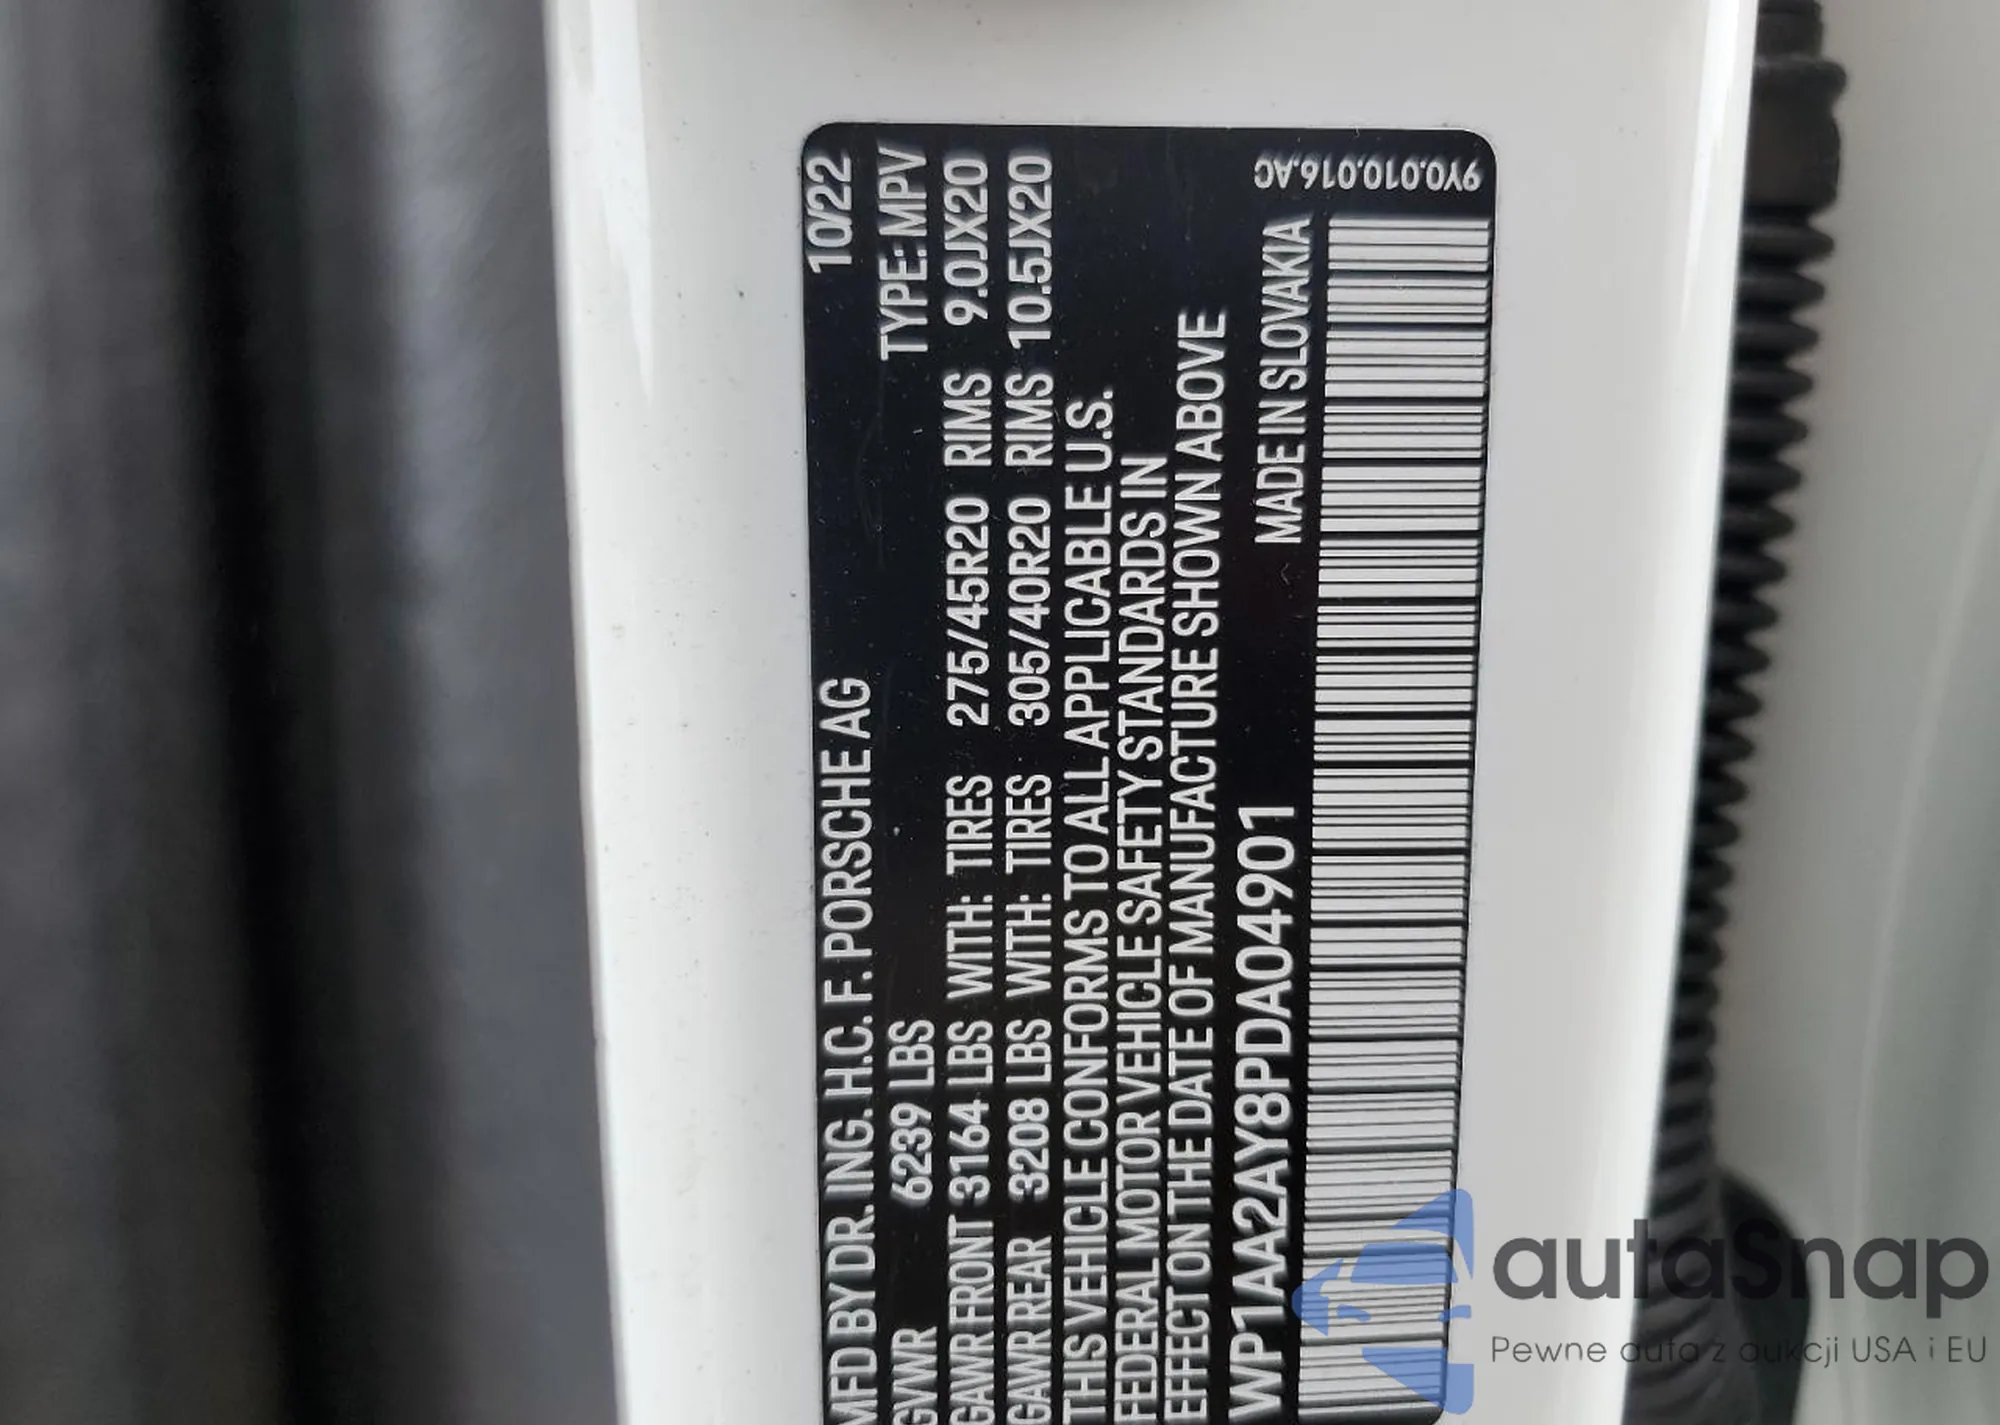 MFD BY DR. ING. H.C. F. PORSCHE AG 10/22
GVWR 6239 LBS TYPE: MPV
GAWR FRONT 3164 LBS WITH: TIRES 275/45R20 RIMS 9.0JX20
GAWR REAR 3208 LBS WITH: TIRES 305/40R20 RIMS 10.5JX20
THIS VEHICLE CONFORMS TO ALL APPLICABLE U.S.
FEDERAL MOTOR VEHICLE SAFETY STANDARDS IN
EFFECT ON THE DATE OF MANUFACTURE SHOWN ABOVE
WP1AA2AY8PDA04901 MADE IN SLOVAKIA
9Y0.010.016.AC
autaSnap
Pewne auta z aukcji USA i EU